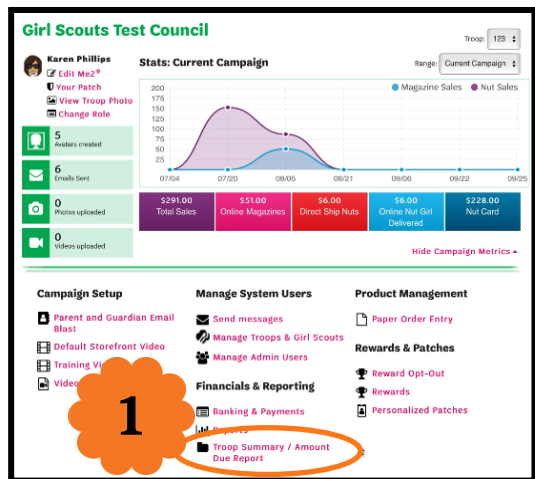 Girl Scouts Test Council
Troop: 123
Karen Phillips
Edit Me2®
Your Patch
View Troop Photo
Change Role
5
Avatars created
6
Emails Sent
0
Photos uploaded
0
Videos uploaded
Stats: Current Campaign
Range: Current Campaign
Magazine Sales Nut Sales
200
175
150
125
100
75
50
25
07/04 07/20 08/05 08/21 09/06 09/22 09/25
$291.00
Total Sales
$51.00
Online Magazines
$6.00
Direct Ship Nuts
$6.00
Online Nut Girl
Delivered
$228.00
Nut Card
Hide Campaign Metrics
Campaign Setup
Parent and Guardian Email
Blast
Default Storefront Video
Training
1
Manage System Users
Send messages
Manage Troops & Girl Scouts
Manage Admin Users
Financials & Reporting
Banking & Payments
Reports
Troop Summary / Amount
Due Report
Product Management
Paper Order Entry
Rewards & Patches
Reward Opt-Out
Rewards
Personalized Patches